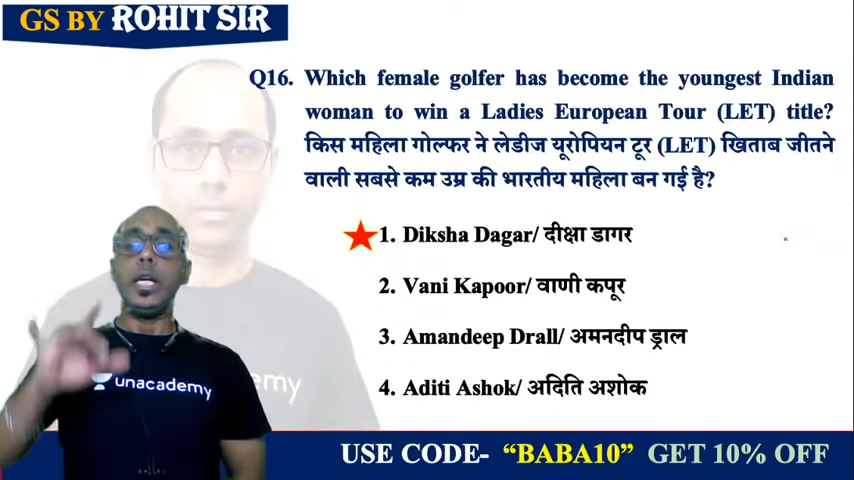 GS BY ROHIT SIR
Q16. Which female golfer has become the youngest Indian
woman to win a Ladies European Tour (LET) title?
किस महिला गोल्फर ने लेडीज यूरोपियन टूर (LET) खिताब जीतने
वाली सबसे कम उम्र की भारतीय महिला बन गई है?
1. Diksha Dagar/ दीक्षा डागर
2. Vani Kapoor/ वाणी कपूर
3. Amandeep Drall/ अमनदीप ड्राल
4. Aditi Ashok/ अदिति अशोक
unacademy
emy
USE CODE- “BABA10” GET 10% OFF